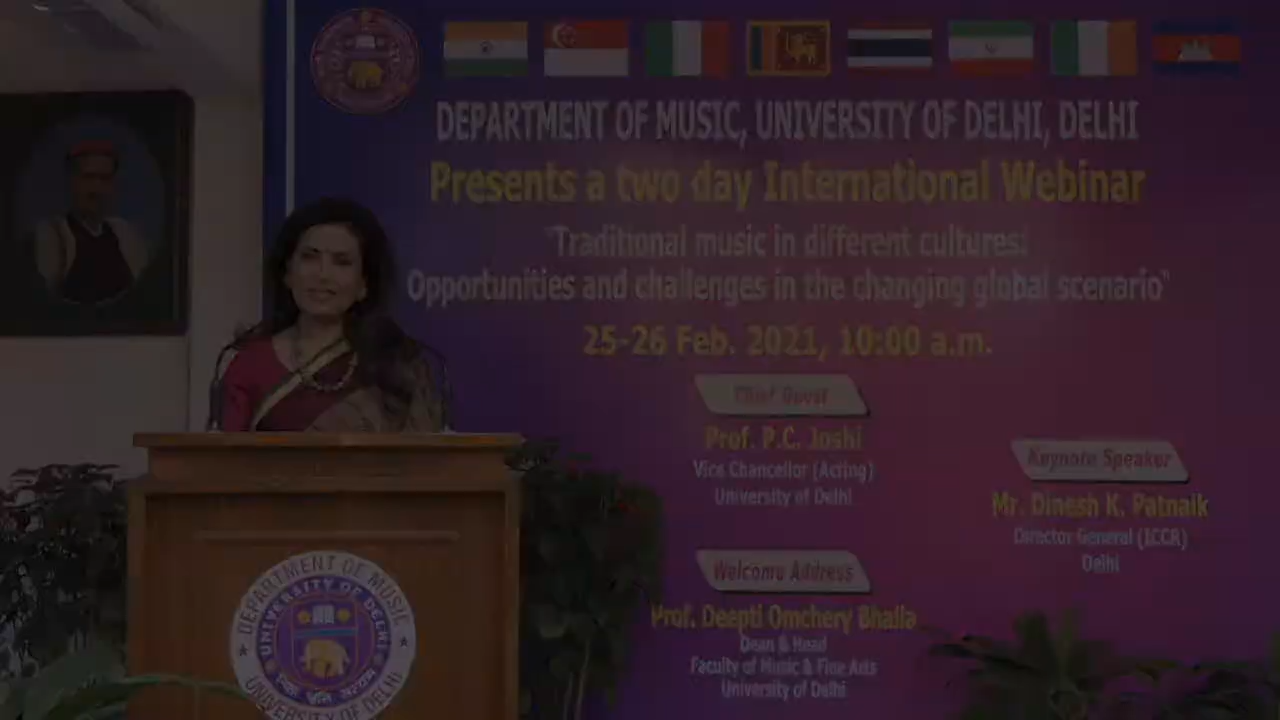 DEPARTMENT OF MUSIC, UNIVERSITY OF DELHI, DELHI
Presents a two day International Webinar
"Traditional music in different cultures:
Opportunities and challenges in the changing global scenario"
25-26 Feb. 2021, 10:00 a.m.
Chief Guest
Prof. P.C. Joshi
Vice Chancellor (Acting)
University of Delhi
Keynote Speaker
Mr. Dinesh K. Patnaik
Director General (ICCR)
Delhi
Welcome Address
Prof. Deepti Omchery Bhalla
Dean & Head
Faculty of Music & Fine Arts
University of Delhi
DEPARTMENT OF MUSIC
UNIVERSITY OF DELHI
UNIVERSITY OF DELHI